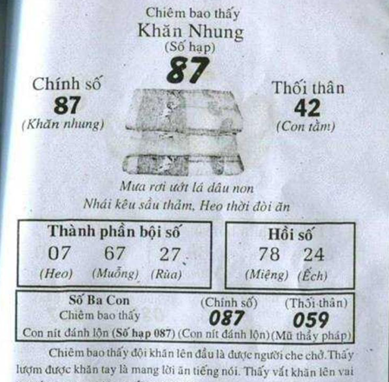 Chiêm bao thấy
Khăn Nhung
(Số hạp)
87
Chính số
87
(Khăn nhung)
Thối thân
42
(Con tằm)
Mưa rơi ướt lá dâu non
Nhái kêu sầu thảm, Heo thời đòi ăn
Thành phần bội số
07 67 27
(Heo) (Muỗng) (Rùa)
Hồi số
78 24
(Miệng) (Ếch)
Số Ba Con (Chính số) (Thối thân)
Chiêm bao thấy 087 059
Con nít đánh lộn (Số hạp 087) (Con nít đánh lộn) (Mũ thầy pháp)
Chiêm bao thấy đội khăn lên đầu là được người che chở. Thấy
lượm được khăn tay là mang lời ăn tiếng nói. Thấy vắt khăn lên vai